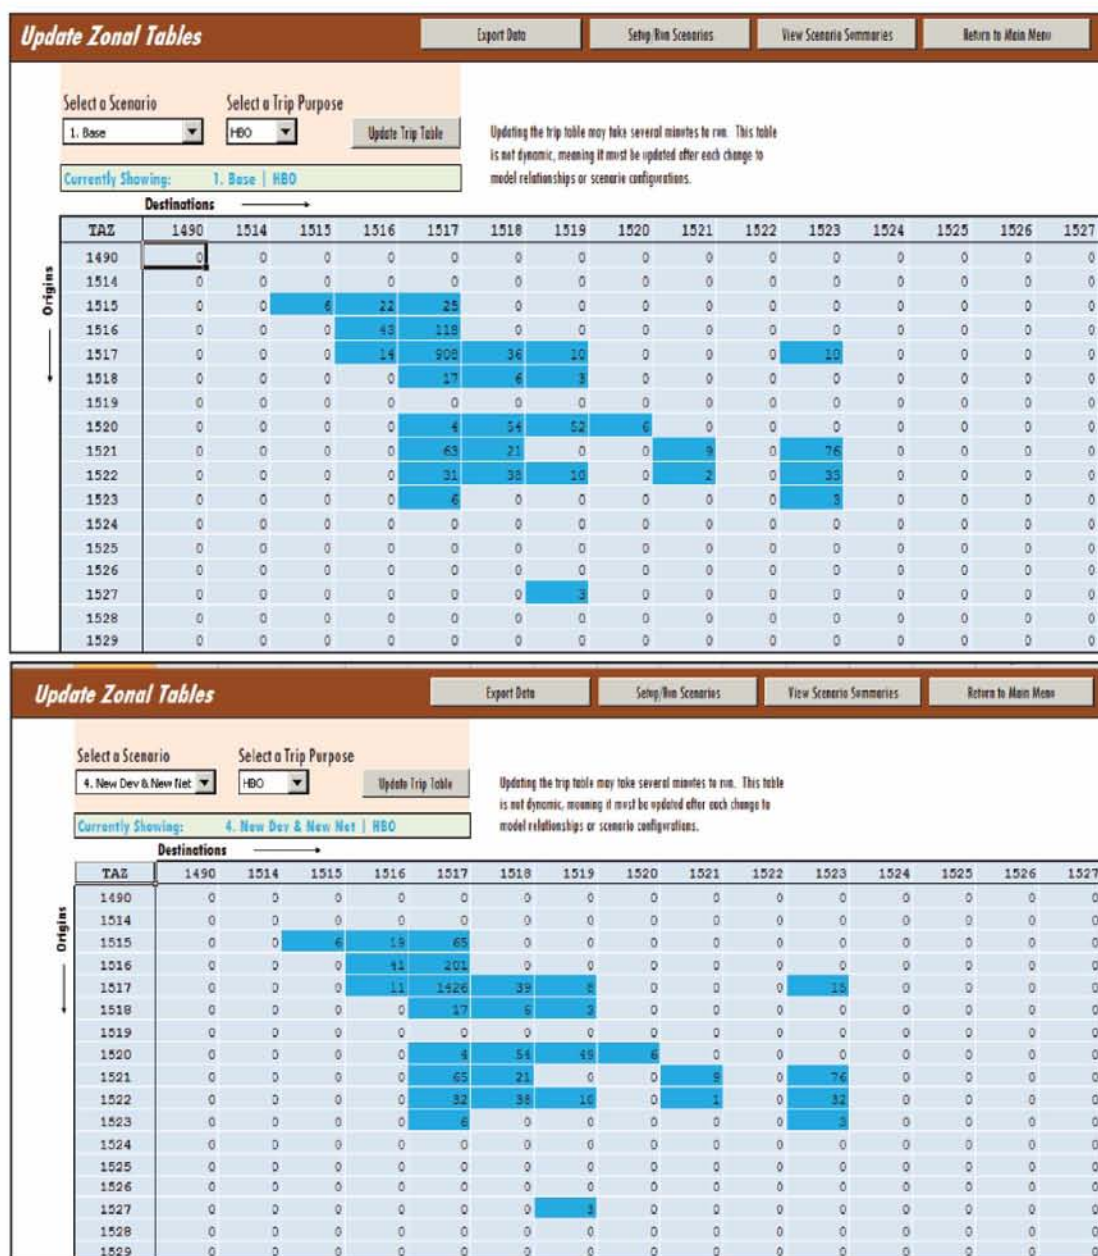 Update Zonal Tables Export Data Setup/Run Scenarios View Scenario Summaries Return to Main Menu
Select a Scenario Select a Trip Purpose
1. Base HBO Update Trip Table
Updating the trip table may take several minutes to run. This table
is not dynamic, meaning it must be updated after each change to
model relationships or scenario configurations.
Currently Showing: 1. Base | HBO
Destinations
Origins
TAZ 1490 1514 1515 1516 1517 1518 1519 1520 1521 1522 1523 1524 1525 1526 1527
1490 0 0 0 0 0 0 0 0 0 0 0 0 0 0 0
1514 0 0 0 0 0 0 0 0 0 0 0 0 0 0 0
1515 0 0 6 22 25 0 0 0 0 0 0 0 0 0 0
1516 0 0 0 43 118 0 0 0 0 0 0 0 0 0 0
1517 0 0 0 14 908 36 10 0 0 0 10 0 0 0 0
1518 0 0 0 0 17 6 3 0 0 0 0 0 0 0 0
1519 0 0 0 0 0 0 0 0 0 0 0 0 0 0 0
1520 0 0 0 0 4 54 52 6 0 0 0 0 0 0 0
1521 0 0 0 0 63 21 0 0 9 0 76 0 0 0 0
1522 0 0 0 0 31 38 10 0 2 0 0 0 0 0
1523 0 0 0 0 6 0 0 0 0 0 3 0 0 0 0
1524 0 0 0 0 0 0 0 0 0 0 0 0 0 0 0
1525 0 0 0 0 0 0 0 0 0 0 0 0 0 0 0
1526 0 0 0 0 0 0 0 0 0 0 0 0 0 0 0
1527 0 0 0 0 0 0 3 0 0 0 0 0 0 0 0
1528 0 0 0 0 0 0 0 0 0 0 0 0 0 0 0
1529 0 0 0 0 0 0 0 0 0 0 0 0 0 0 0
Update Zonal Tables Export Data Setup/Run Scenarios View Scenario Summaries Return to Main Menu
Select a Scenario Select a Trip Purpose
4. New Dev & New Net HBO Update Trip Table
Updating the trip table may take several minutes to run. This table
is not dynamic, meaning it must be updated after each change to
model relationships or scenario configurations.
Currently Showing: 4. New Dev & New Net | HBO
Destinations
Origins
TAZ 1490 1514 1515 1516 1517 1518 1519 1520 1521 1522 1523 1524 1525 1526 1527
1490 0 0 0 0 0 0 0 0 0 0 0 0 0 0 0
1514 0 0 0 0 0 0 0 0 0 0 0 0 0 0 0
1515 0 0 6 19 65 0 0 0 0 0 0 0 0 0 0
1516 0 0 0 41 201 0 0 0 0 0 0 0 0 0 0
1517 0 0 0 11 1426 39 8 0 0 0 15 0 0 0 0
1518 0 0 0 0 17 3 0 0 0 0 0 0 0 0
1519 0 0 0 0 0 0 0 0 0 0 0 0 0 0 0
1520 0 0 0 0 4 54 49 6 0 0 0 0 0 0 0
1521 0 0 0 0 65 21 0 0 9 0 76 0 0 0 0
1522 0 0 0 0 32 38 10 0 1 0 32 0 0 0 0
1523 0 0 0 0 6 0 0 0 0 0 3 0 0 0 0
1524 0 0 0 0 0 0 0 0 0 0 0 0 0 0 0
1525 0 0 0 0 0 0 0 0 0 0 0 0 0 0 0
1526 0 0 0 0 0 0 0 0 0 0 0 0 0 0 0
1527 0 0 0 0 0 0 3 0 0 0 0 0 0 0 0
1528 0 0 0 0 0 0 0 0 0 0 0 0 0 0 0
1529 0 0 0 0 0 0 0 0 0 0 0 0 0 0 0